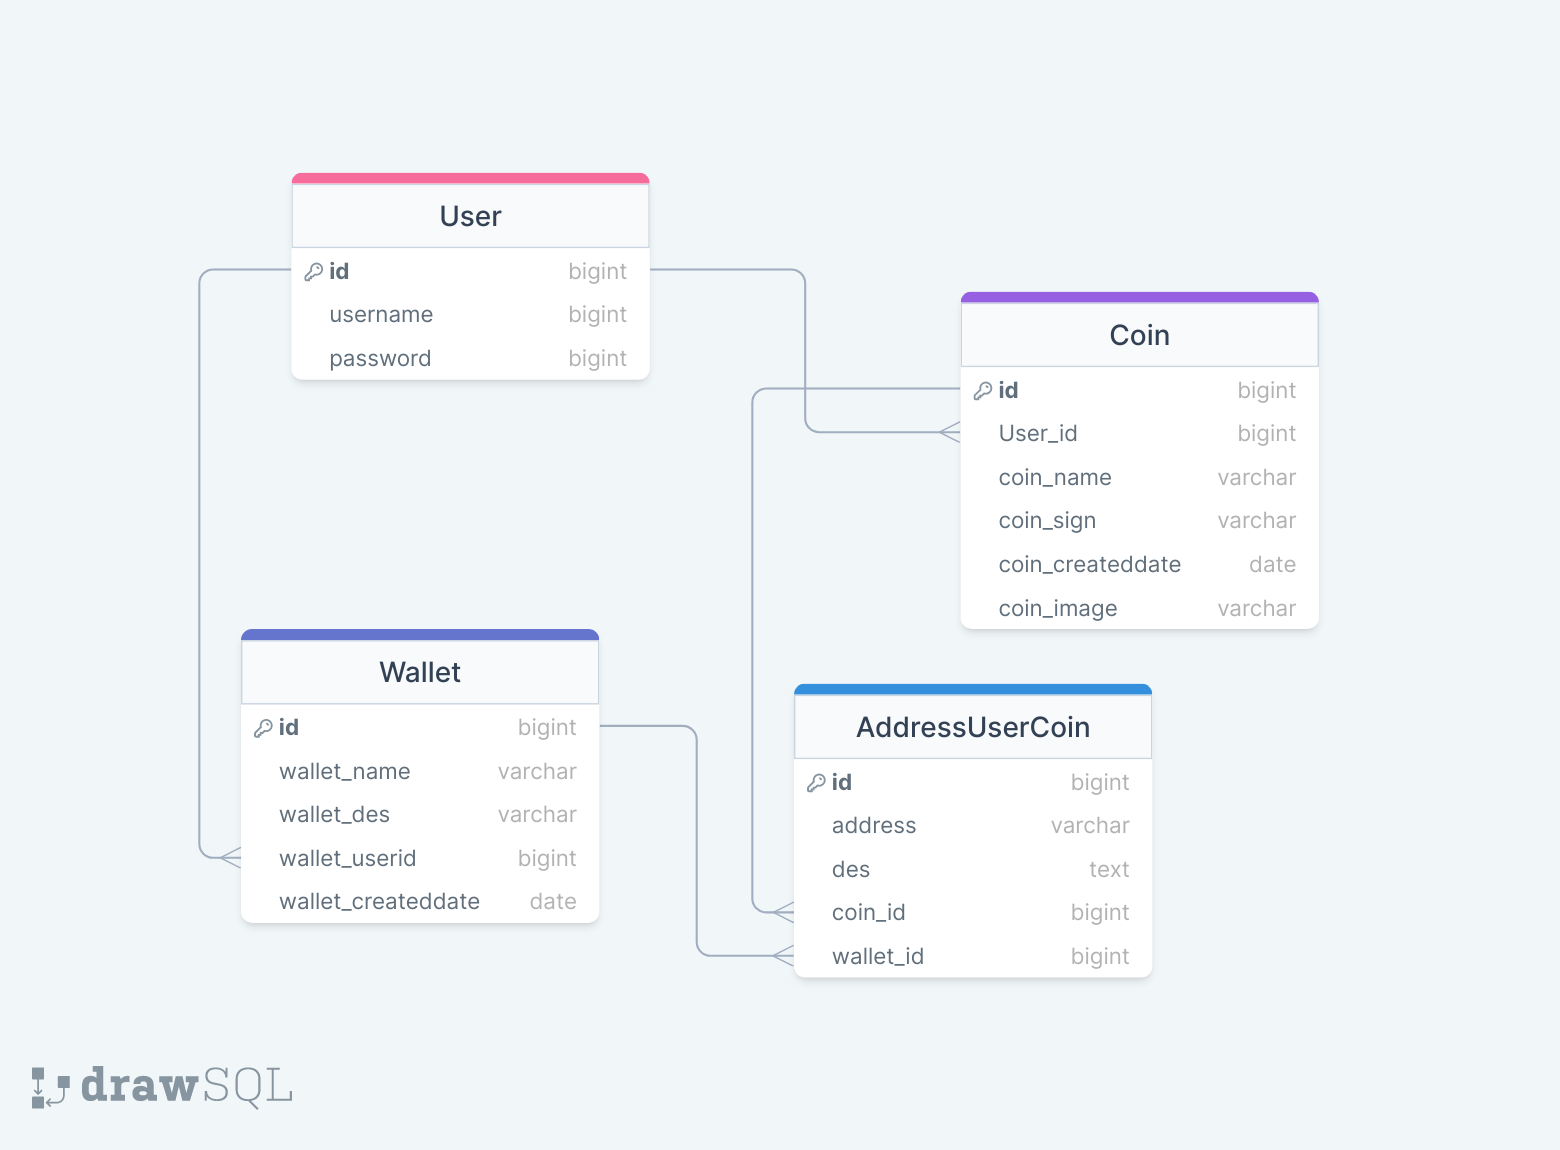 User
id bigint
username bigint
password bigint
Coin
id bigint
User_id bigint
coin_name varchar
coin_sign varchar
coin_createddate date
coin_image varchar
Wallet
id bigint
wallet_name varchar
wallet_des varchar
wallet_userid bigint
wallet_createddate date
AddressUserCoin
id bigint
address varchar
des text
coin_id bigint
wallet_id bigint
drawSQL